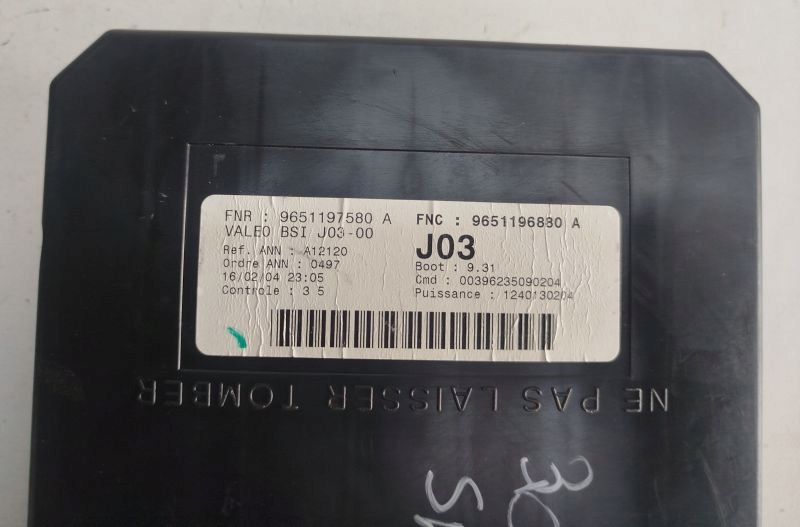 FNR : 9651197580 A
VALEO BSI J03-00
Ref. ANN : A12120
Ordre ANN : 0497
16/02/04 23:05
Controle : 3 5
FNC : 9651196880 A
J03
Boot : 9.31
Cmd : 00396235090204
Puissance : 1240130204
NE PAS LAISSER TOMBER